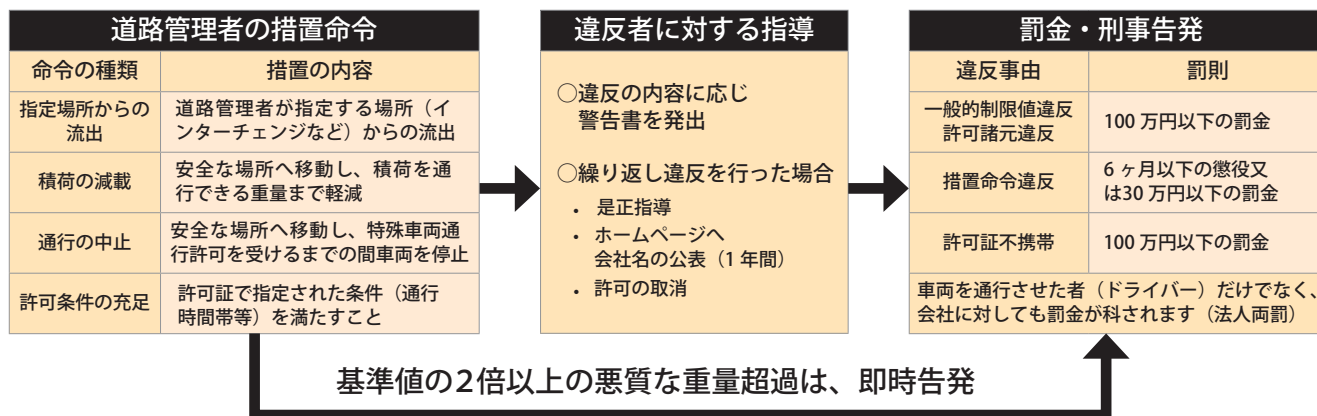 道路管理者の措置命令
命令の種類
措置の内容
指定場所からの
流出
道路管理者が指定する場所（イ
ンターチェンジなど）からの流出
積荷の減載
安全な場所へ移動し、積荷を通
行できる重量まで軽減
通行の中止
安全な場所へ移動し、特殊車両通
行許可を受けるまでの間車両を停止
許可条件の充足
許可証で指定された条件（通行
時間帯等）を満たすこと
違反者に対する指導
○違反の内容に応じ
警告書を発出
○繰り返し違反を行った場合
・ 是正指導
・ ホームページへ
会社名の公表（1 年間）
・ 許可の取消
罰金・刑事告発
違反事由
罰則
一般的制限値違反
許可諸元違反
100 万円以下の罰金
措置命令違反
6 ヶ月以下の懲役又
は30 万円以下の罰金
許可証不携帯
100 万円以下の罰金
車両を通行させた者（ドライバー）だけでなく、
会社に対しても罰金が科されます（法人両罰）
基準値の2倍以上の悪質な重量超過は、即時告発